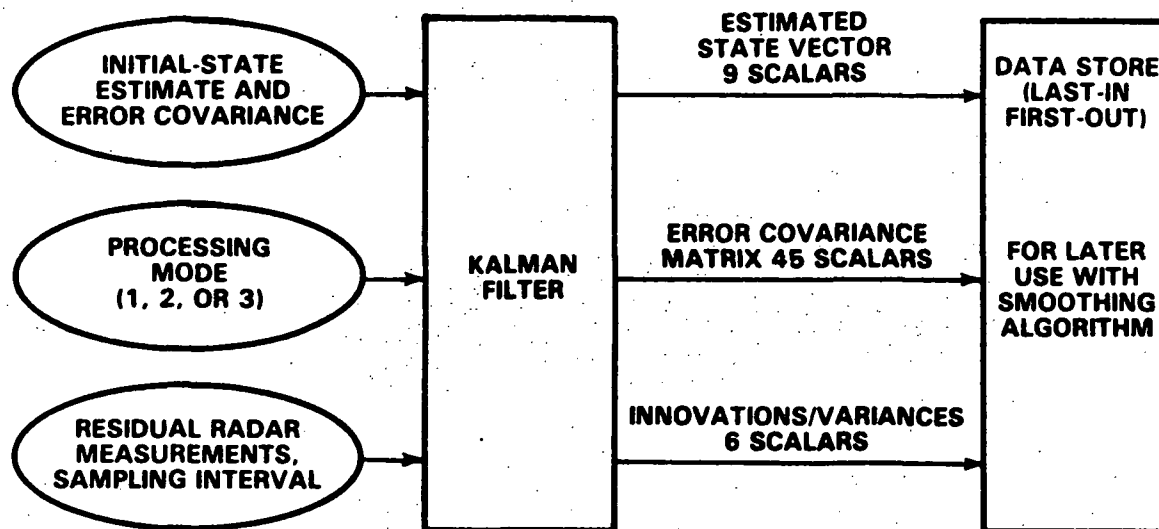 INITIAL-STATE
ESTIMATE AND
ERROR COVARIANCE
PROCESSING
MODE
(1, 2, OR 3)
RESIDUAL RADAR
MEASUREMENTS,
SAMPLING INTERVAL
KALMAN
FILTER
ESTIMATED
STATE VECTOR
9 SCALARS
ERROR COVARIANCE
MATRIX 45 SCALARS
INNOVATIONS/VARIANCES
6 SCALARS
DATA STORE
(LAST-IN
FIRST-OUT)
FOR LATER
USE WITH
SMOOTHING
ALGORITHM